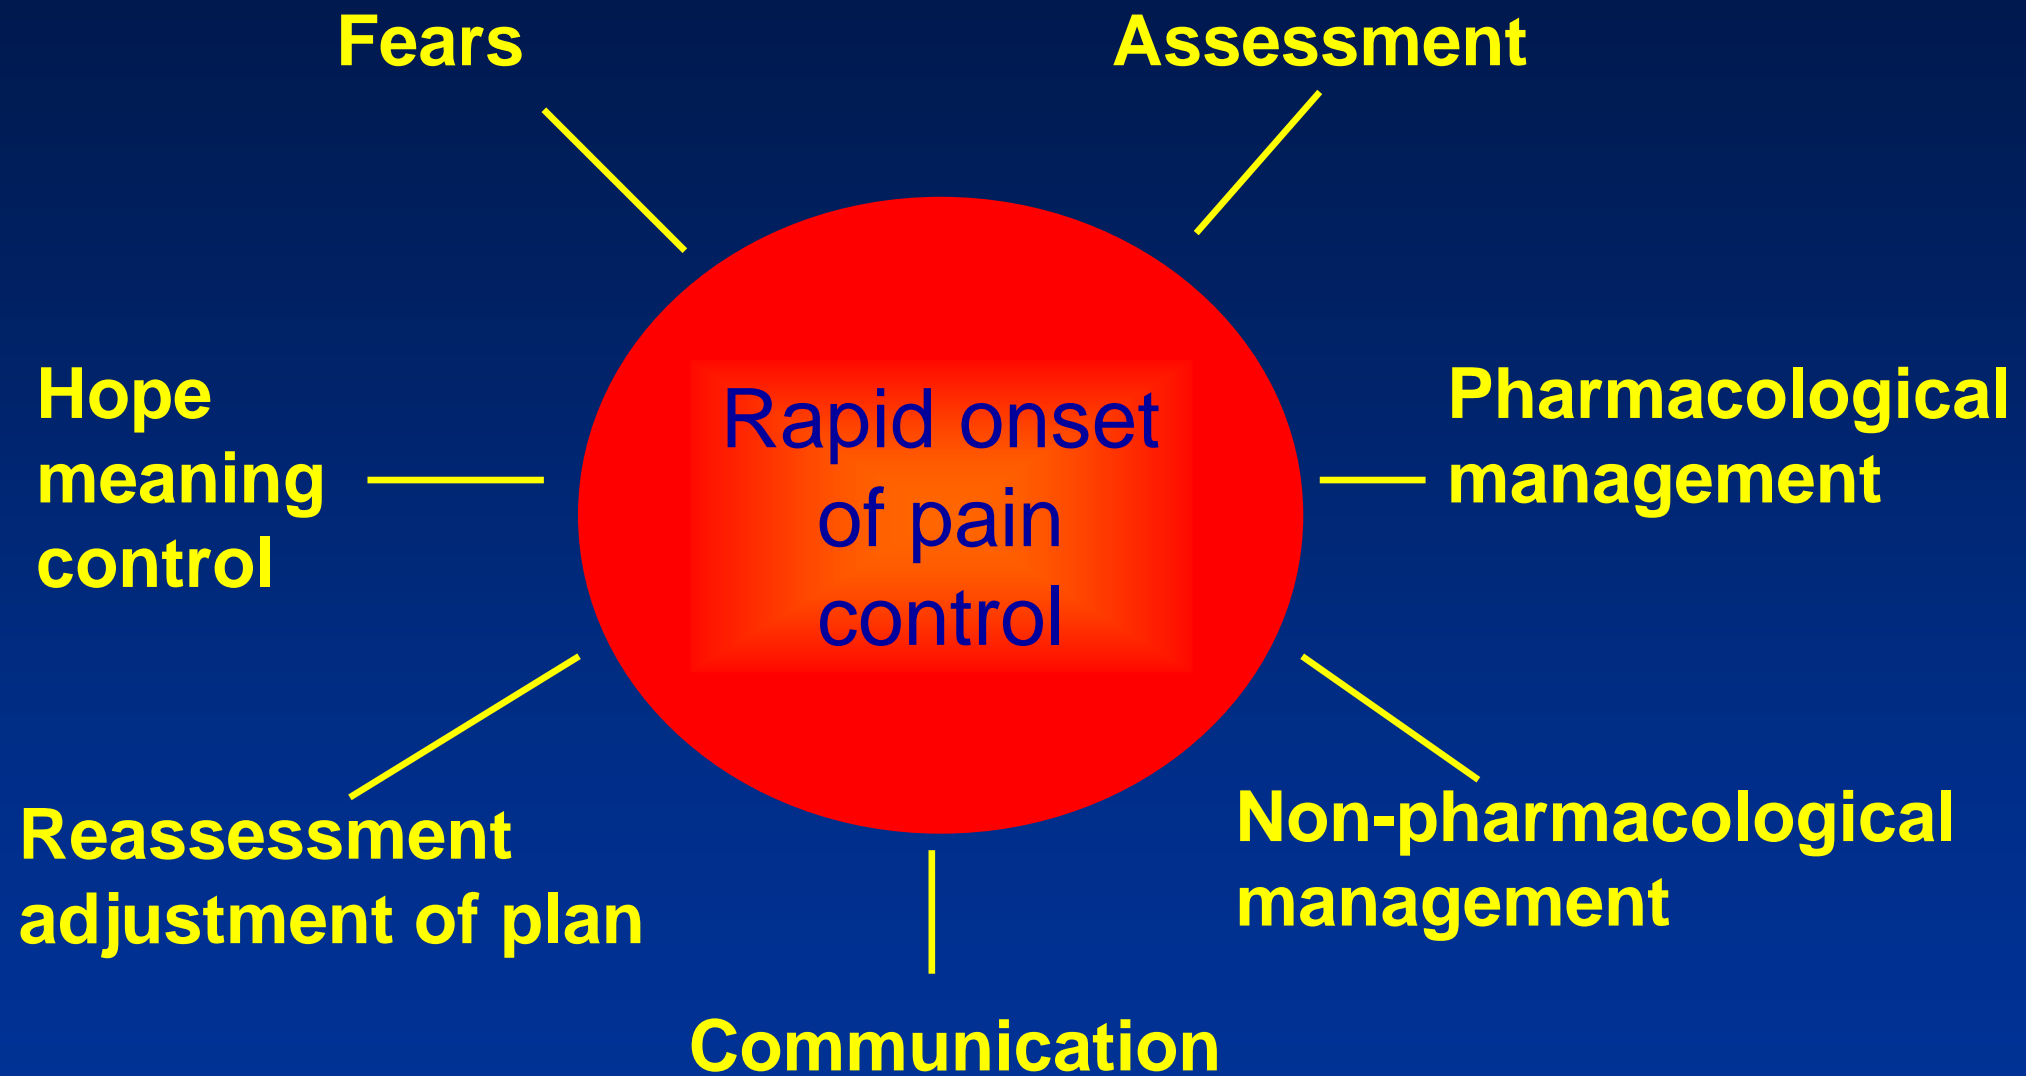 Fears
Assessment
Hope
meaning
control
Rapid onset
of pain
control
Pharmacological
management
Reassessment
adjustment of plan
Non-pharmacological
management
Communication